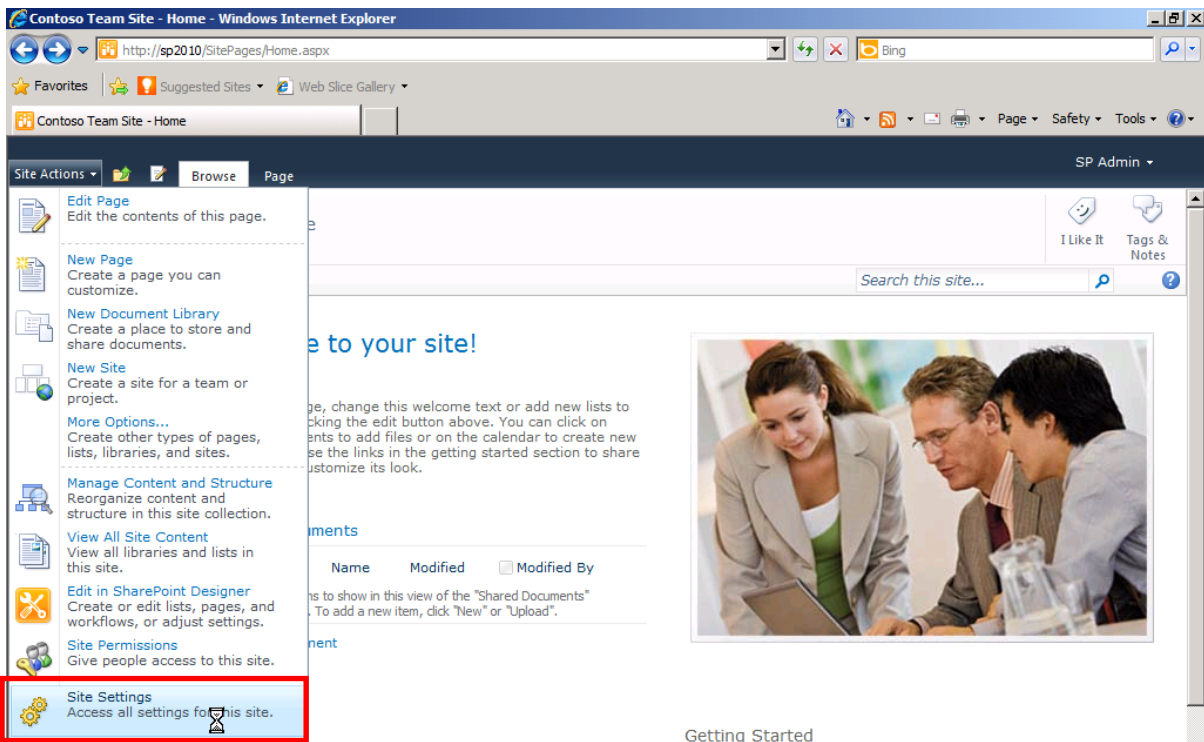 Contoso Team Site - Home - Windows Internet Explorer
http://sp2010/SitePages/Home.aspx
Bing
Favorites
Suggested Sites
Web Slice Gallery
Contoso Team Site - Home
Page
Safety
Tools
SP Admin
Site Actions
Browse
Page
Edit Page
Edit the contents of this page.
I Like It
Tags &
Notes
New Page
Create a page you can
customize.
Search this site...
New Document Library
Create a place to store and
share documents.
New Site
Create a site for a team or
project.
More Options...
Create other types of pages,
lists, libraries, and sites.
Manage Content and Structure
Reorganize content and
structure in this site collection.
View All Site Content
View all libraries and lists in
this site.
Edit in SharePoint Designer
Create or edit lists, pages, and
workflows, or adjust settings.
Site Permissions
Give people access to this site.
Site Settings
Access all settings for this site.
e to your site!
ge, change this welcome text or add new lists to
cking the edit button above. You can click on
ents to add files or on the calendar to create new
se the links in the getting started section to share
ustomize its look.
uments
Name Modified Modified By
ns to show in this view of the "Shared Documents"
. To add a new item, click "New" or "Upload".
ment
Getting Started